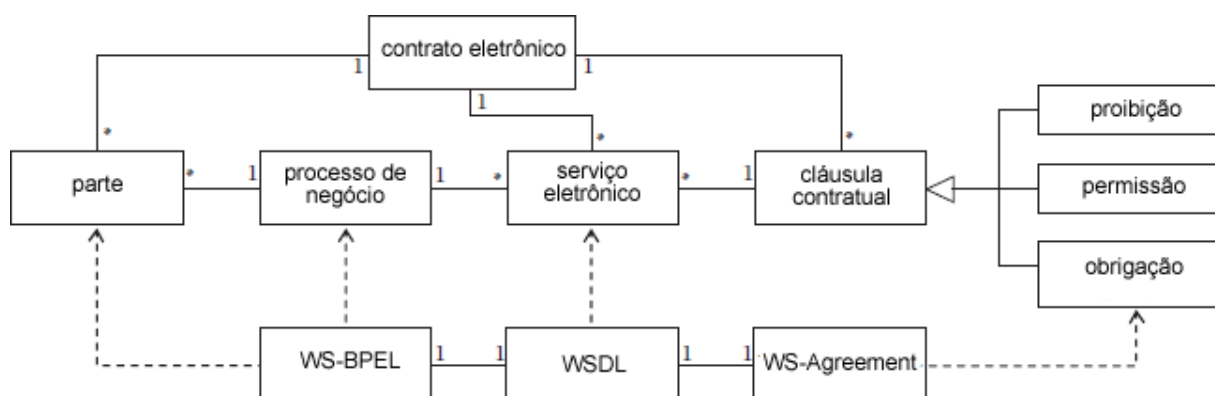 contrato eletrônico
1
1
1
*
*
*
proibição
parte
*
1
processo de
negócio
1
*
serviço
eletrônico
*
1
cláusula
contratual
permissão
obrigação
WS-BPEL
1
1
WSDL
1
1
WS-Agreement